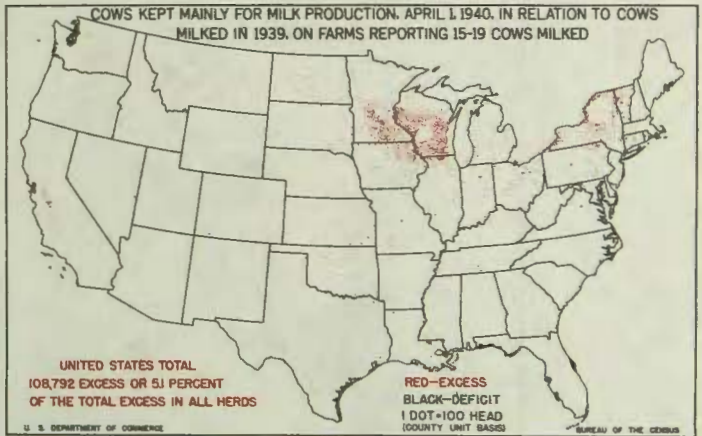 COWS KEPT MAINLY FOR MILK PRODUCTION, APRIL 1, 1940, IN RELATION TO COWS
MILKED IN 1939, ON FARMS REPORTING 15-19 COWS MILKED
UNITED STATES TOTAL
108,792 EXCESS OR 5.1 PERCENT
OF THE TOTAL EXCESS IN ALL HERDS
RED—EXCESS
BLACK—DEFICIT
1 DOT=100 HEAD
(COUNTY UNIT BASIS)
U. S. DEPARTMENT OF COMMERCE
BUREAU OF THE CENSUS